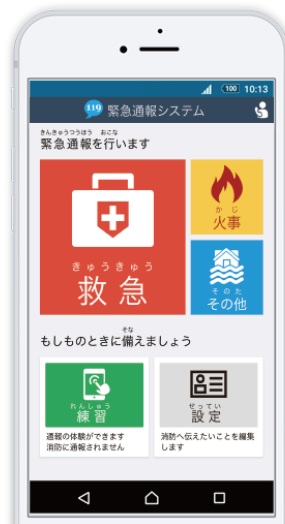 100 10:13
119 緊急通報システム
きんきゅうつうほう おこな
緊急通報を行います
きゅうきゅう
救急
かじ
火事
そのた
その他
そな
もしものときに備えましょう
れんしゅう
練習
通報の体験ができます
消防に通報されません
せってい
設定
消防へ伝えたいことを編集
します